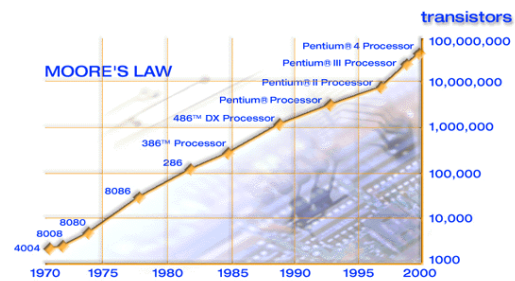 transistors
100,000,000
Pentium® 4 Processor
Pentium® III Processor
MOORE'S LAW
10,000,000
Pentium® II Processor
Pentium® Processor
1,000,000
486™ DX Processor
386™ Processor
286
100,000
8086
10,000
8080
8008
4004
1000
1970 1975 1980 1985 1990 1995 2000